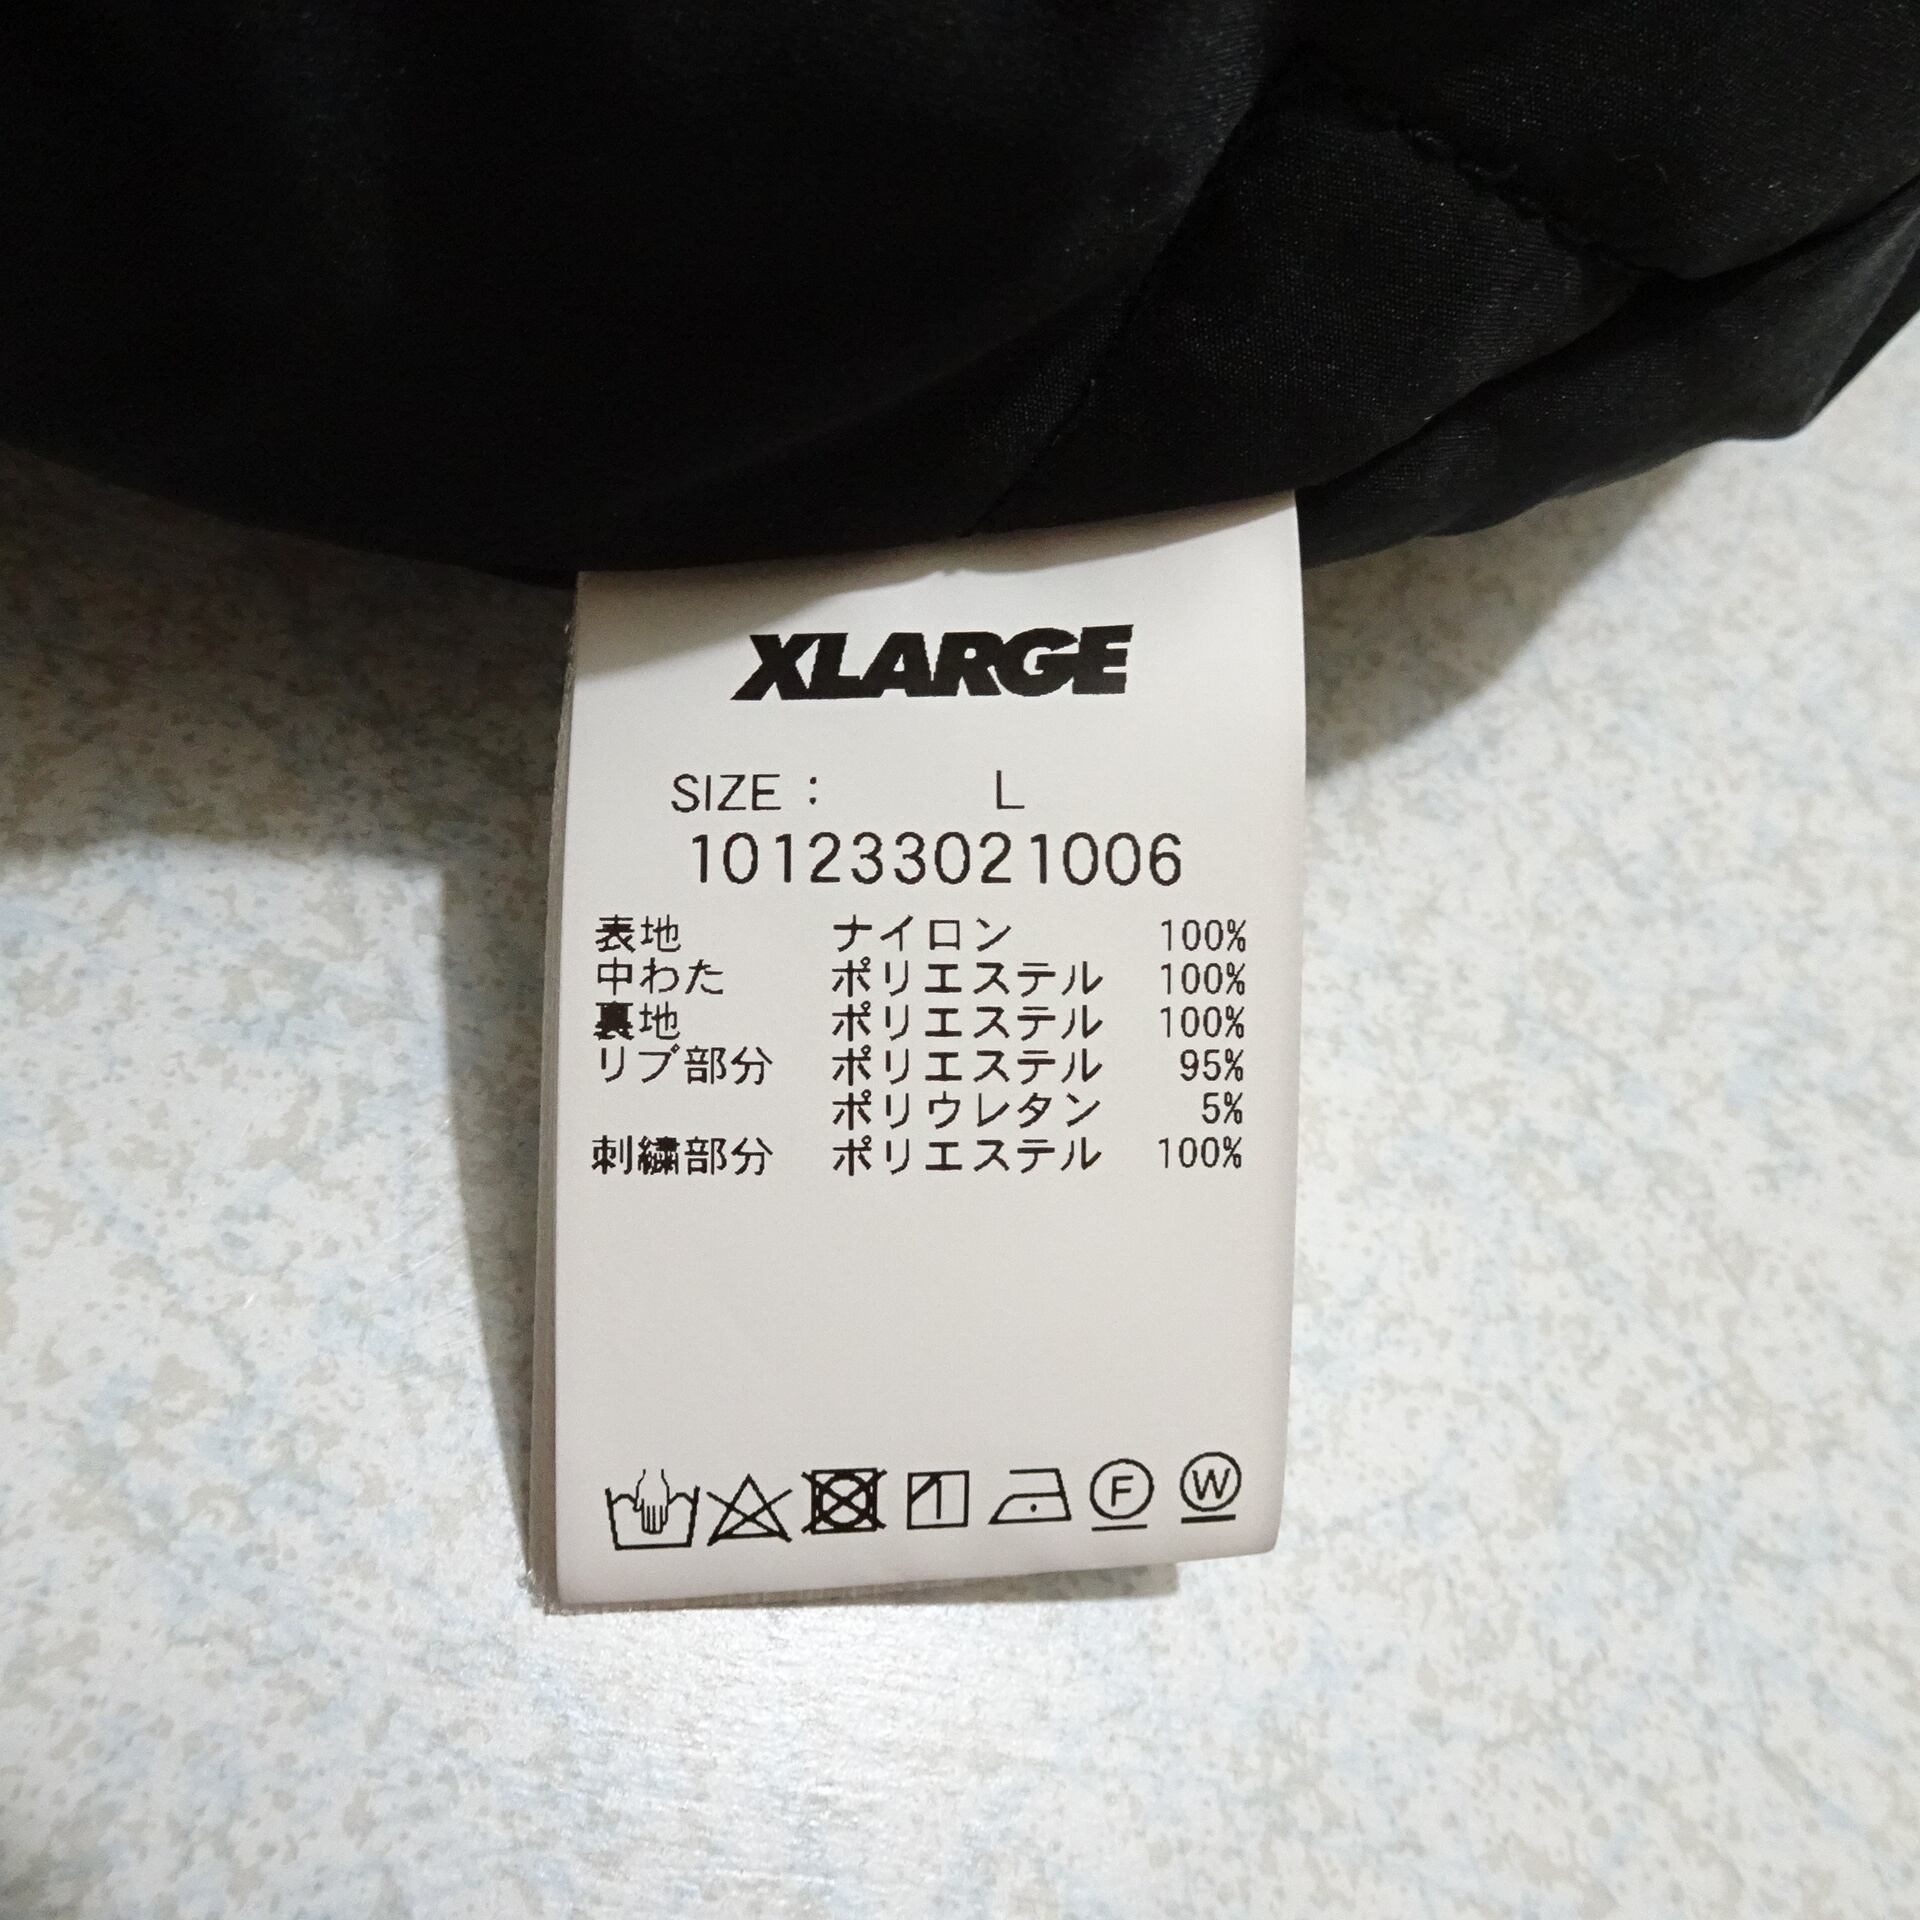 XLARGE
SIZE : L
101233021006
表地 ナイロン 100%
中わた ポリエステル 100%
裏地 ポリエステル 100%
リブ部分 ポリエステル 95%
ポリウレタン 5%
刺繍部分 ポリエステル 100%
F W